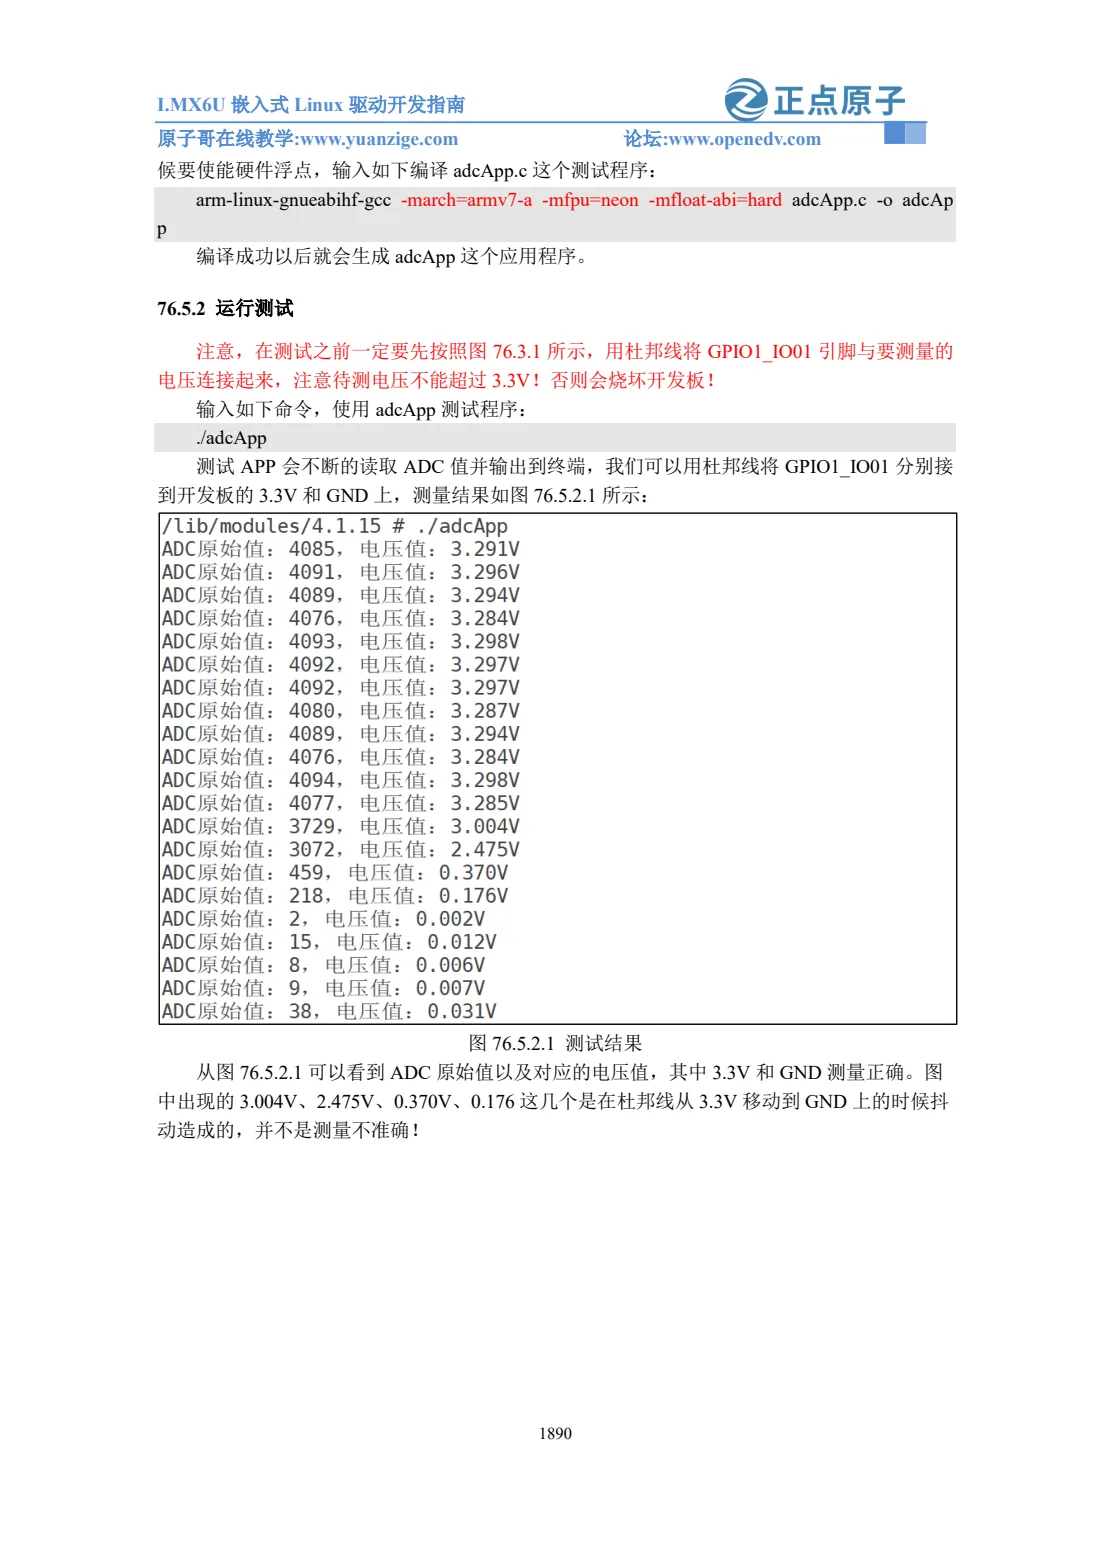 I.MX6U 嵌入式 Linux 驱动开发指南
正点原子
原子哥在线教学:www.yuanzige.com 论坛:www.openedv.com
候要使能硬件浮点，输入如下编译 adcApp.c 这个测试程序：
arm-linux-gnueabihf-gcc -march=armv7-a -mfpu=neon -mfloat-abi=hard adcApp.c -o adcAp
p
编译成功以后就会生成 adcApp 这个应用程序。
76.5.2 运行测试
注意，在测试之前一定要先按照图 76.3.1 所示，用杜邦线将 GPIO1_IO01 引脚与要测量的
电压连接起来，注意待测电压不能超过 3.3V！否则会烧坏开发板！
输入如下命令，使用 adcApp 测试程序：
./adcApp
测试 APP 会不断的读取 ADC 值并输出到终端，我们可以用杜邦线将 GPIO1_IO01 分别接
到开发板的 3.3V 和 GND 上，测量结果如图 76.5.2.1 所示：
/lib/modules/4.1.15 # ./adcApp
ADC原始值：4085，电压值：3.291V
ADC原始值：4091，电压值：3.296V
ADC原始值：4089，电压值：3.294V
ADC原始值：4076，电压值：3.284V
ADC原始值：4093，电压值：3.298V
ADC原始值：4092，电压值：3.297V
ADC原始值：4092，电压值：3.297V
ADC原始值：4080，电压值：3.287V
ADC原始值：4089，电压值：3.294V
ADC原始值：4076，电压值：3.284V
ADC原始值：4094，电压值：3.298V
ADC原始值：4077，电压值：3.285V
ADC原始值：3729，电压值：3.004V
ADC原始值：3072，电压值：2.475V
ADC原始值：459，电压值：0.370V
ADC原始值：218，电压值：0.176V
ADC原始值：2，电压值：0.002V
ADC原始值：15，电压值：0.012V
ADC原始值：8，电压值：0.006V
ADC原始值：9，电压值：0.007V
ADC原始值：38，电压值：0.031V
图 76.5.2.1 测试结果
从图 76.5.2.1 可以看到 ADC 原始值以及对应的电压值，其中 3.3V 和 GND 测量正确。图
中出现的 3.004V、2.475V、0.370V、0.176 这几个是在杜邦线从 3.3V 移动到 GND 上的时候抖
动造成的，并不是测量不准确！
1890